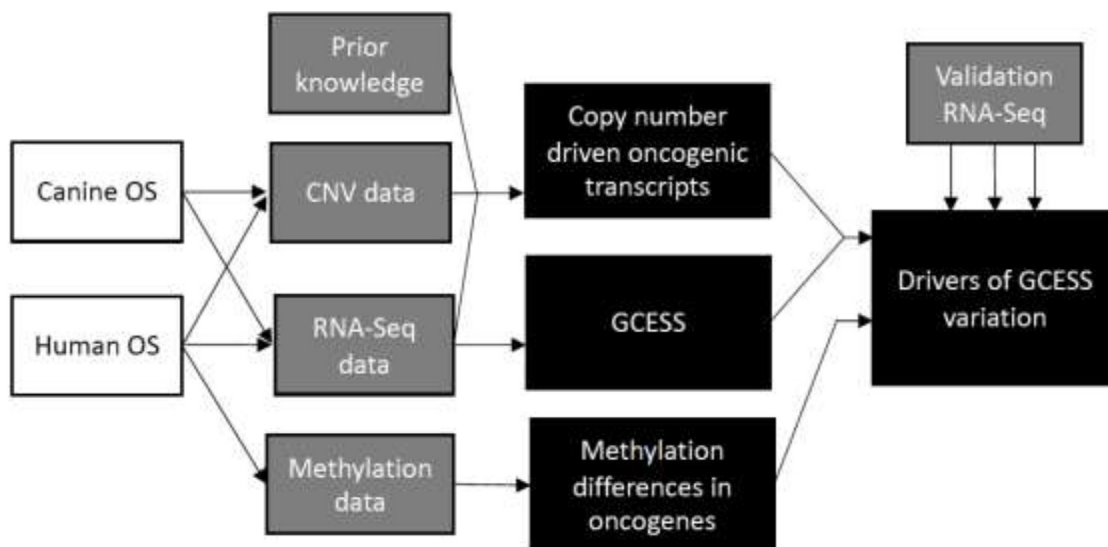 Prior
knowledge
Validation
RNA-Seq
Copy number
driven oncogenic
transcripts
Canine OS
CNV data
Drivers of GCESS
variation
Human OS
RNA-Seq
data
GCESS
Methylation
data
Methylation
differences in
oncogenes